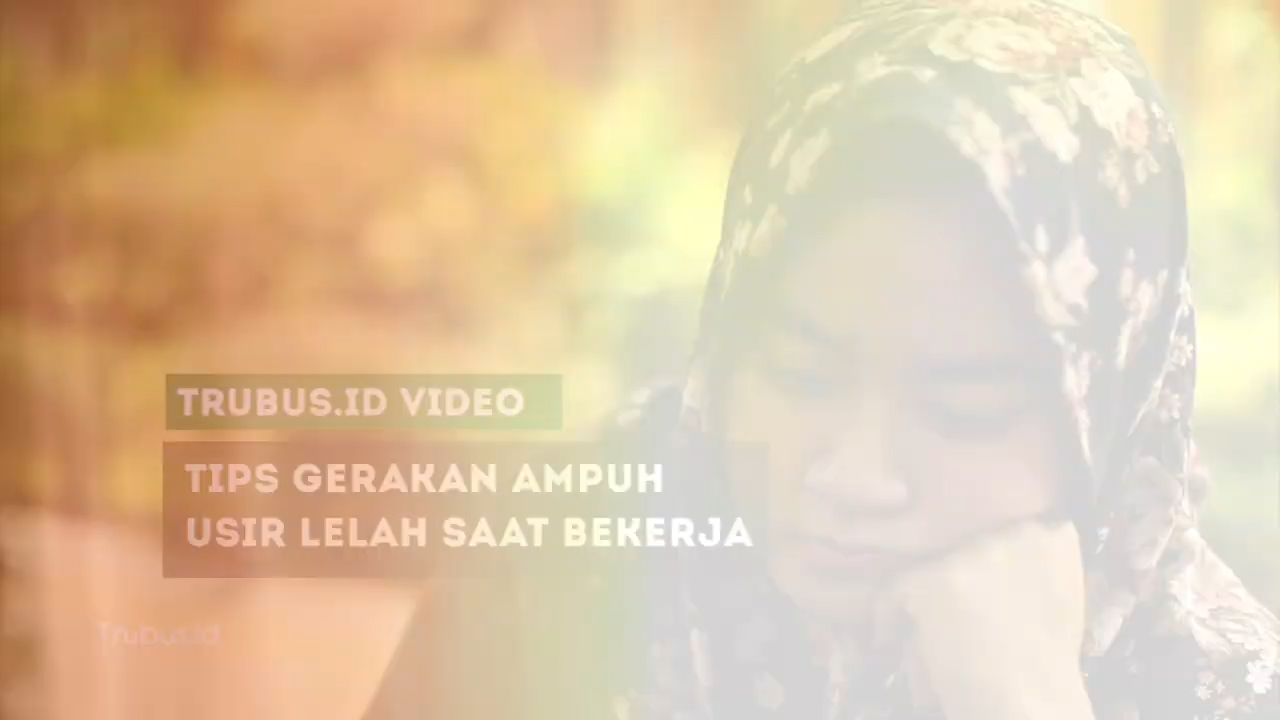 TRUBUS.ID VIDEO
TIPS GERAKAN AMPUH
USIR LELAH SAAT BEKERJA
Trubus.id